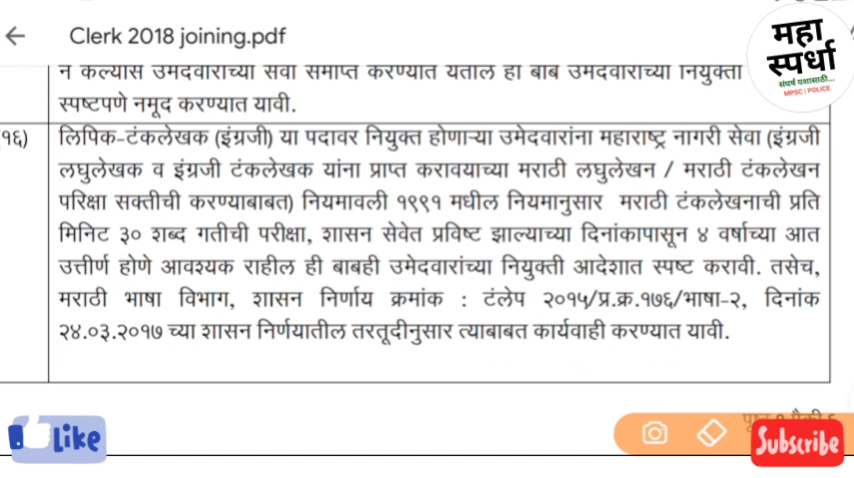 Clerk 2018 joining.pdf
महा
स्पर्धा
संघर्ष यशासाठी...
MPSC | POLICE
न केल्यास उमेदवाराच्या सेवा समाप्त करण्यात येतील ही बाब उमेदवाराच्या नियुक्ती
स्पष्टपणे नमूद करण्यात यावी.
१६) लिपिक-टंकलेखक (इंग्रजी) या पदावर नियुक्त होणाऱ्या उमेदवारांना महाराष्ट्र नागरी सेवा (इंग्रजी
लघुलेखक व इंग्रजी टंकलेखक यांना प्राप्त करावयाच्या मराठी लघुलेखन / मराठी टंकलेखन
परिक्षा सक्तीची करण्याबाबत) नियमावली १९९१ मधील नियमानुसार मराठी टंकलेखनाची प्रति
मिनिट ३० शब्द गतीची परीक्षा, शासन सेवेत प्रविष्ट झाल्याच्या दिनांकापासून ४ वर्षाच्या आत
उत्तीर्ण होणे आवश्यक राहील ही बाबही उमेदवारांच्या नियुक्ती आदेशात स्पष्ट करावी. तसेच,
मराठी भाषा विभाग, शासन निर्णय क्रमांक : टंलेप २०१५/प्र.क्र.१७६/भाषा-२, दिनांक
२४.०३.२०१७ च्या शासन निर्णयातील तरतूदीनुसार त्याबाबत कार्यवाही करण्यात यावी.
Like
Subscribe